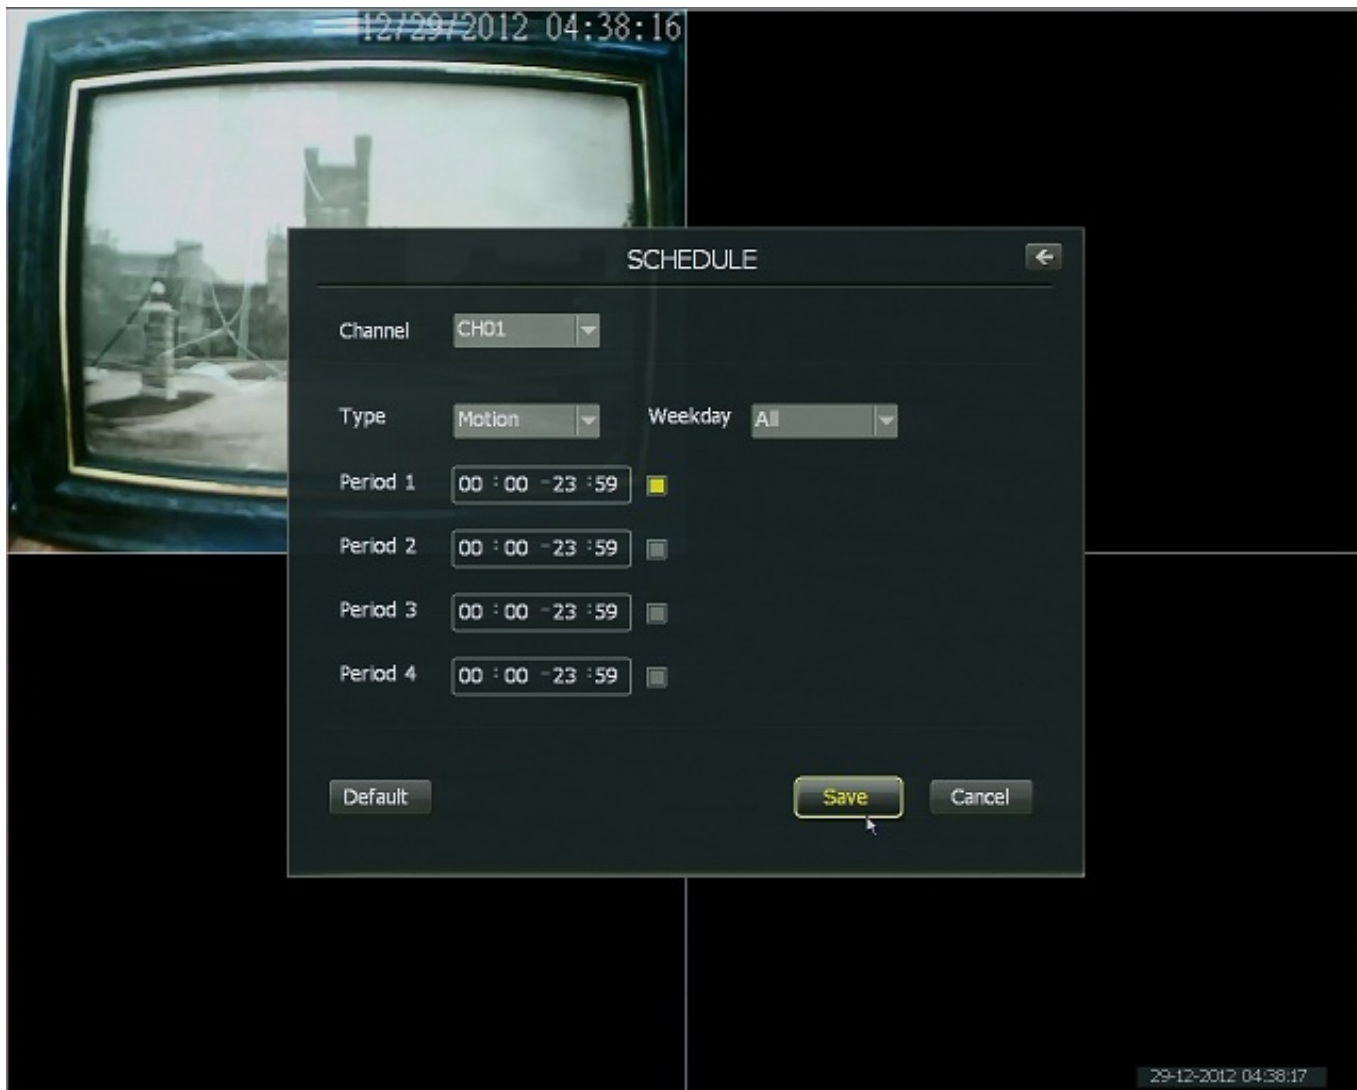 12/29/2012 04:38:16
SCHEDULE
Channel CH01
Type Motion Weekday All
Period 1 00 : 00 - 23 : 59
Period 2 00 : 00 - 23 : 59
Period 3 00 : 00 - 23 : 59
Period 4 00 : 00 - 23 : 59
Default Save Cancel
29-12-2012 04:38:17